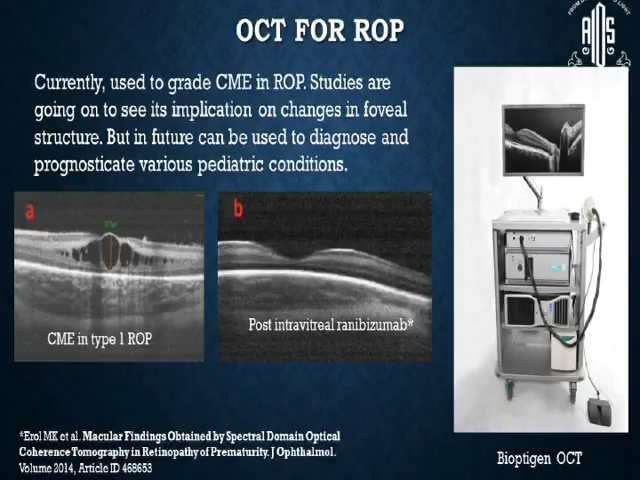 OCT FOR ROP
Currently, used to grade CME in ROP. Studies are
going on to see its implication on changes in foveal
structure. But in future can be used to diagnose and
prognosticate various pediatric conditions.
a
b
CME in type 1 ROP
Post intravitreal ranibizumab*
*Erol MK et al. Macular Findings Obtained by Spectral Domain Optical
Coherence Tomography in Retinopathy of Prematurity. J Ophthalmol.
Volume 2014, Article ID 468653
Bioptigen OCT